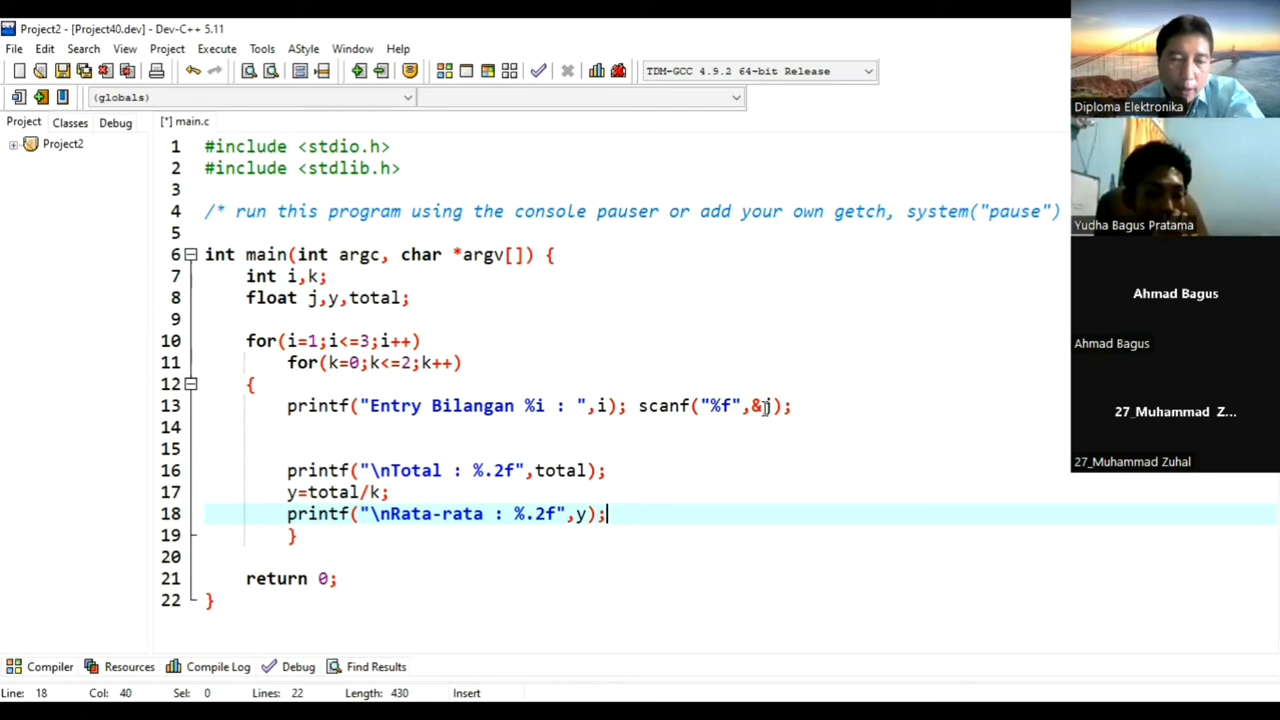 Project2 - [Project40.dev] - Dev-C++ 5.11
File Edit Search View Project Execute Tools AStyle Window Help
TDM-GCC 4.9.2 64-bit Release
(globals)
Project Classes Debug [*] main.c
Project2
1 #include <stdio.h>
2 #include <stdlib.h>
3
4 /* run this program using the console pauser or add your own getch, system("pause")
5
6 int main(int argc, char *argv[]) {
7 int i,k;
8 float j,y,total;
9
10 for(i=1;i<=3;i++)
11 for(k=0;k<=2;k++)
12 {
13 printf("Entry Bilangan %i : ",i); scanf("%f",&j);
14
15
16 printf("\nTotal : %.2f",total);
17 y=total/k;
18 printf("\nRata-rata : %.2f",y);
19 }
20
21 return 0;
22 }
Compiler Resources Compile Log Debug Find Results
Line: 18 Col: 40 Sel: 0 Lines: 22 Length: 430 Insert
Diploma Elektronika
Yudha Bagus Pratama
Ahmad Bagus
Ahmad Bagus
27_Muhammad Z...
27_Muhammad Zuhal